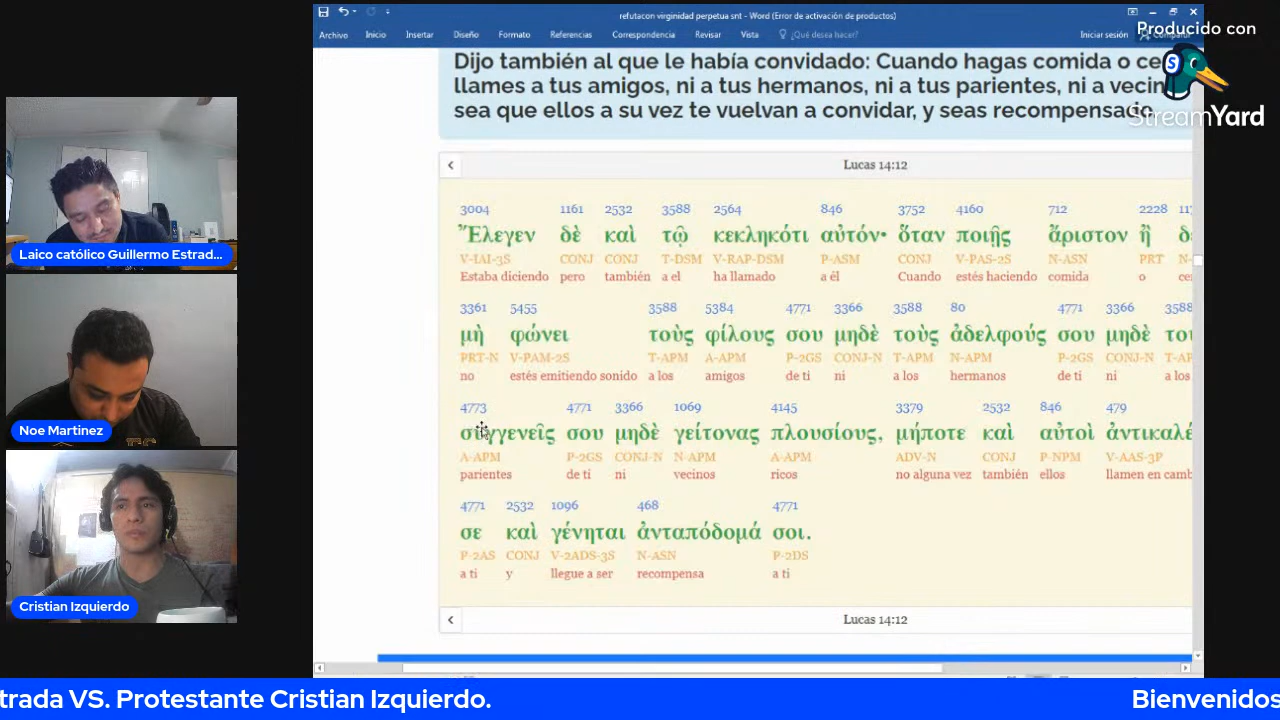 refutacon virginidad perpetua snt - Word (Error de activación de productos)
Archivo Inicio Insertar Diseño Formato Referencias Correspondencia Revisar Vista ¿Qué desea hacer? Iniciar sesión
Producido con
StreamYard
Dijo también al que le había convidado: Cuando hagas comida o
llames a tus amigos, ni a tus hermanos, ni a tus parientes, ni a
sea que ellos a su vez te vuelvan a convidar, y seas recompensado
Lucas 14:12
3004 1161 2532 3588 2564 846 3752 4160 712 2228
Ἔλεγεν δὲ καὶ τῷ κεκληκότι αὐτόν· ὅταν ποιῇς ἄριστον ἢ
V-IAI-3S CONJ CONJ T-DSM V-RAP-DSM P-ASM CONJ V-PAS-2S N-ASN PRT
Estaba diciendo pero también a el ha llamado a él Cuando estés haciendo comida o
3361 5455 3588 5384 4771 3366 3588 80 4771 3366 3588
μὴ φώνει τοὺς φίλους σου μηδὲ τοὺς ἀδελφούς σου μηδὲ
PRT-N V-PAM-2S T-APM A-APM P-2GS CONJ-N T-APM N-APM P-2GS CONJ-N
no estés emitiendo sonido a los amigos de ti ni a los hermanos de ti ni a los
4773 4771 3366 1069 4145 3379 2532 846 479
συγγενεῖς σου μηδὲ γείτονας πλουσίους, μήποτε καὶ αὐτοὶ ἀντικαλέ
A-APM P-2GS CONJ-N N-APM A-APM ADV-N CONJ P-NPM V-AAS-3P
parientes de ti ni vecinos ricos no alguna vez también ellos llamen en camb
4771 2532 1096 468 4771
σε καὶ γένηται ἀνταπόδομά σοι.
P-2AS CONJ V-2ADS-3S N-ASN P-2DS
a ti y llegue a ser recompensa a ti
Lucas 14:12
Laico católico Guillermo Estrad...
Noe Martinez
Cristian Izquierdo
trada VS. Protestante Cristian Izquierdo. Bienvenidos